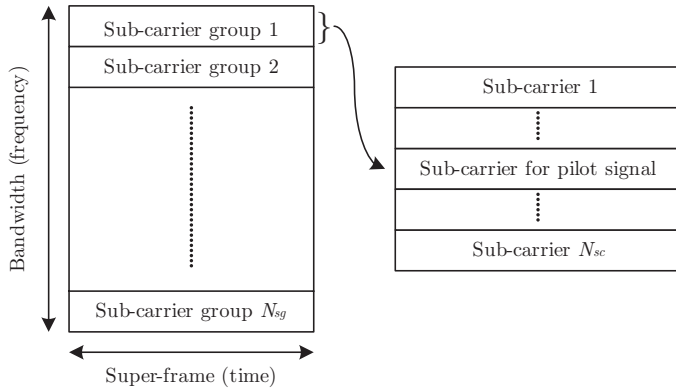 Sub-carrier group 1
Sub-carrier group 2
Sub-carrier group N_sg
Bandwidth (frequency)
Super-frame (time)
Sub-carrier 1
Sub-carrier for pilot signal
Sub-carrier N_sc